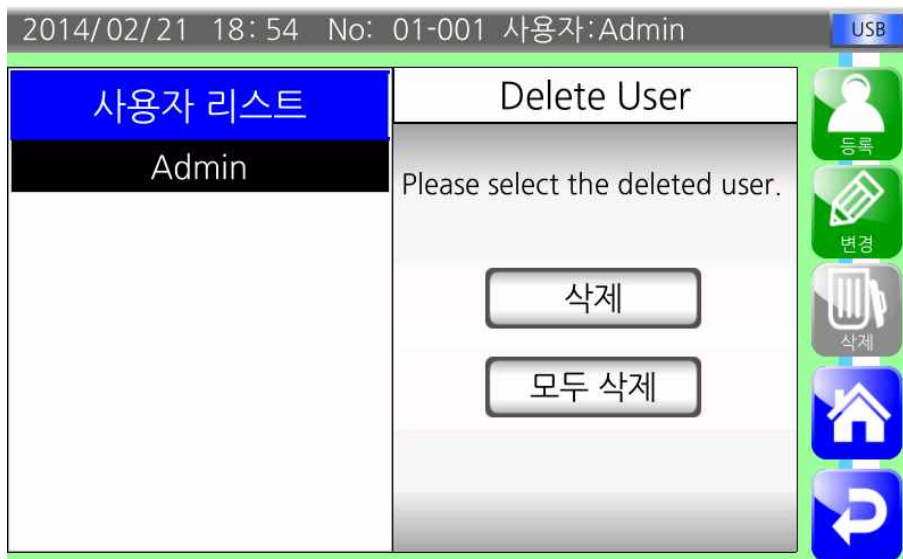 2014/02/21 18:54 No: 01-001 사용자:Admin USB
사용자 리스트
Admin
Delete User
Please select the deleted user.
삭제
모두 삭제
등록
변경
삭제